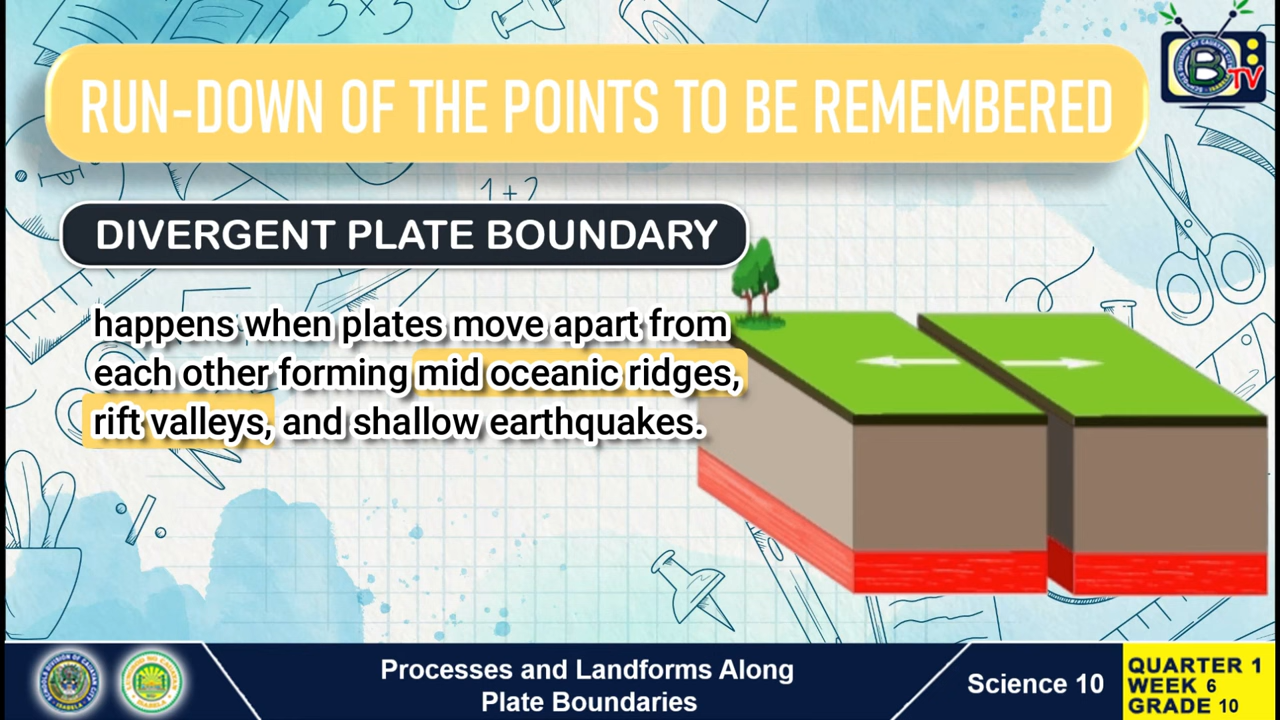 RUN-DOWN OF THE POINTS TO BE REMEMBERED
B TV
1+2
DIVERGENT PLATE BOUNDARY
happens when plates move apart from
each other forming mid oceanic ridges,
rift valleys, and shallow earthquakes.
Processes and Landforms Along
Plate Boundaries
Science 10
QUARTER 1
WEEK 6
GRADE 10